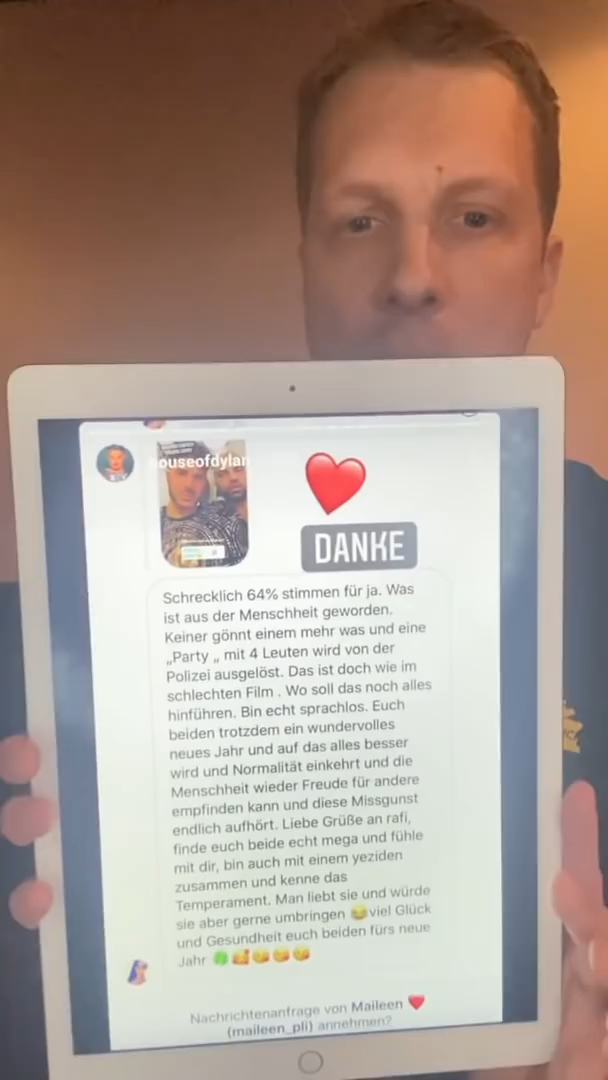 ouseofdylan
DANKE
Schrecklich 64% stimmen für ja. Was
ist aus der Menschheit geworden.
Keiner gönnt einem mehr was und eine
„Party „ mit 4 Leuten wird von der
Polizei ausgelöst. Das ist doch wie im
schlechten Film . Wo soll das noch alles
hinführen. Bin echt sprachlos. Euch
beiden trotzdem ein wundervolles
neues Jahr und auf das alles besser
wird und Normalität einkehrt und die
Menschheit wieder Freude für andere
empfinden kann und diese Missgunst
endlich aufhört. Liebe Grüße an rafi,
finde euch beide echt mega und fühle
mit dir, bin auch mit einem yeziden
zusammen und kenne das
Temperament. Man liebt sie und würde
sie aber gerne umbringen 😂viel Glück
und Gesundheit euch beiden fürs neue
Jahr 🍀🥰😘😘😘
Nachrichtenanfrage von Maileen ❤️
(maileen_pli) annehmen?